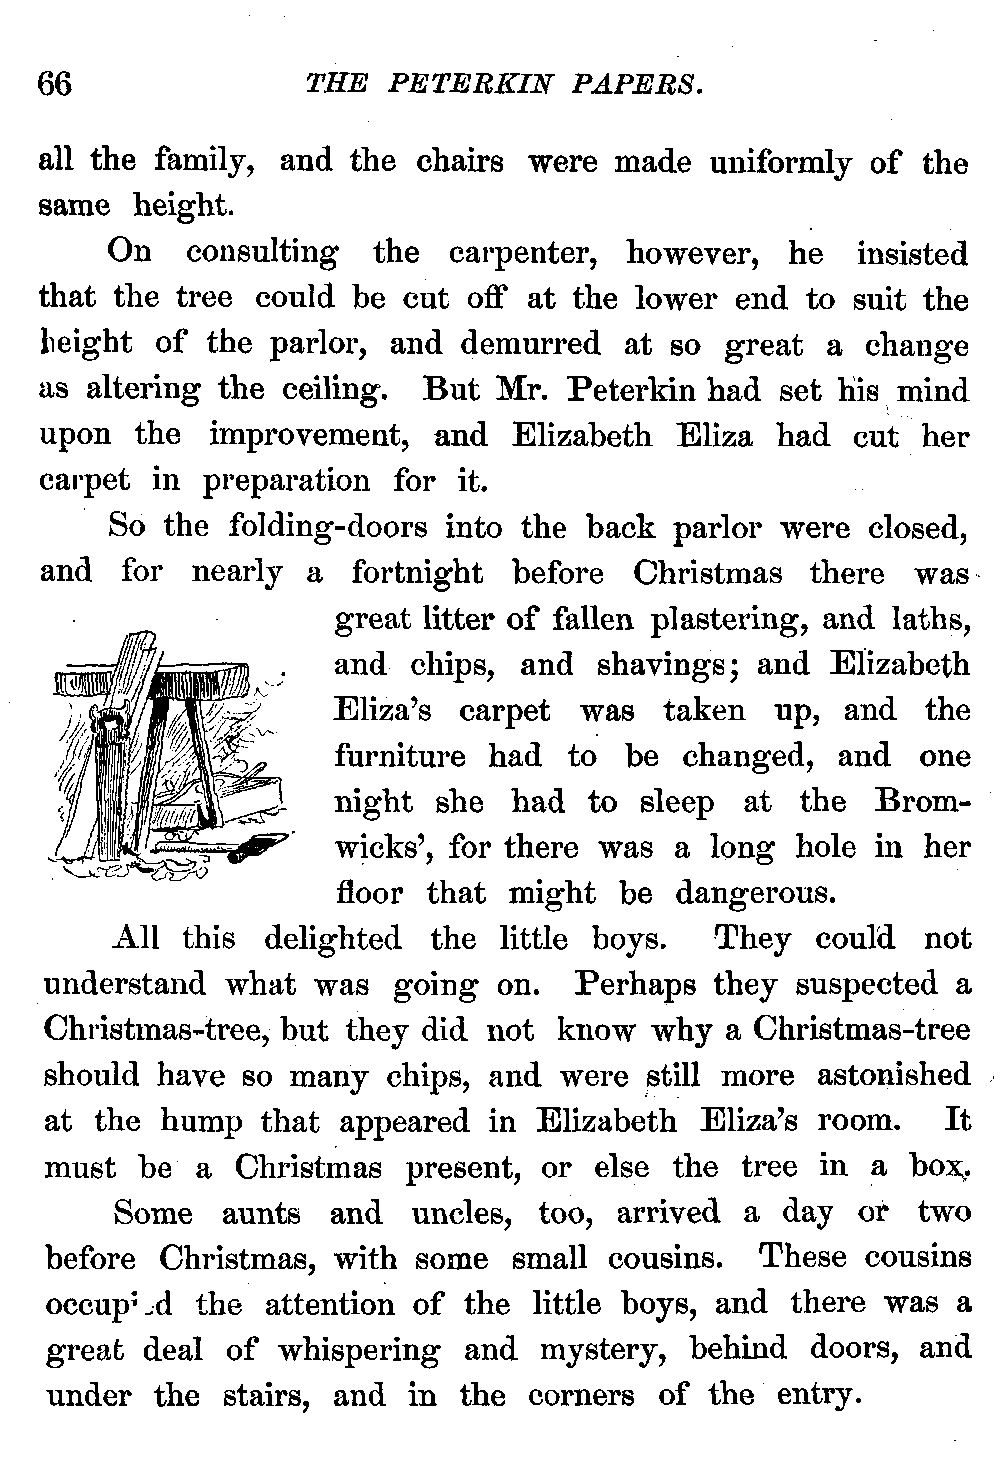 66 THE PETERKIN PAPERS.
all the family, and the chairs were made uniformly of the
same height.
On consulting the carpenter, however, he insisted
that the tree could be cut off at the lower end to suit the
height of the parlor, and demurred at so great a change
as altering the ceiling. But Mr. Peterkin had set his mind
upon the improvement, and Elizabeth Eliza had cut her
carpet in preparation for it.
So the folding-doors into the back parlor were closed,
and for nearly a fortnight before Christmas there was
great litter of fallen plastering, and laths,
and chips, and shavings; and Elizabeth
Eliza's carpet was taken up, and the
furniture had to be changed, and one
night she had to sleep at the Brom-
wicks', for there was a long hole in her
floor that might be dangerous.
All this delighted the little boys. They could not
understand what was going on. Perhaps they suspected a
Christmas-tree, but they did not know why a Christmas-tree
should have so many chips, and were still more astonished
at the hump that appeared in Elizabeth Eliza's room. It
must be a Christmas present, or else the tree in a box.
Some aunts and uncles, too, arrived a day or two
before Christmas, with some small cousins. These cousins
occupied the attention of the little boys, and there was a
great deal of whispering and mystery, behind doors, and
under the stairs, and in the corners of the entry.